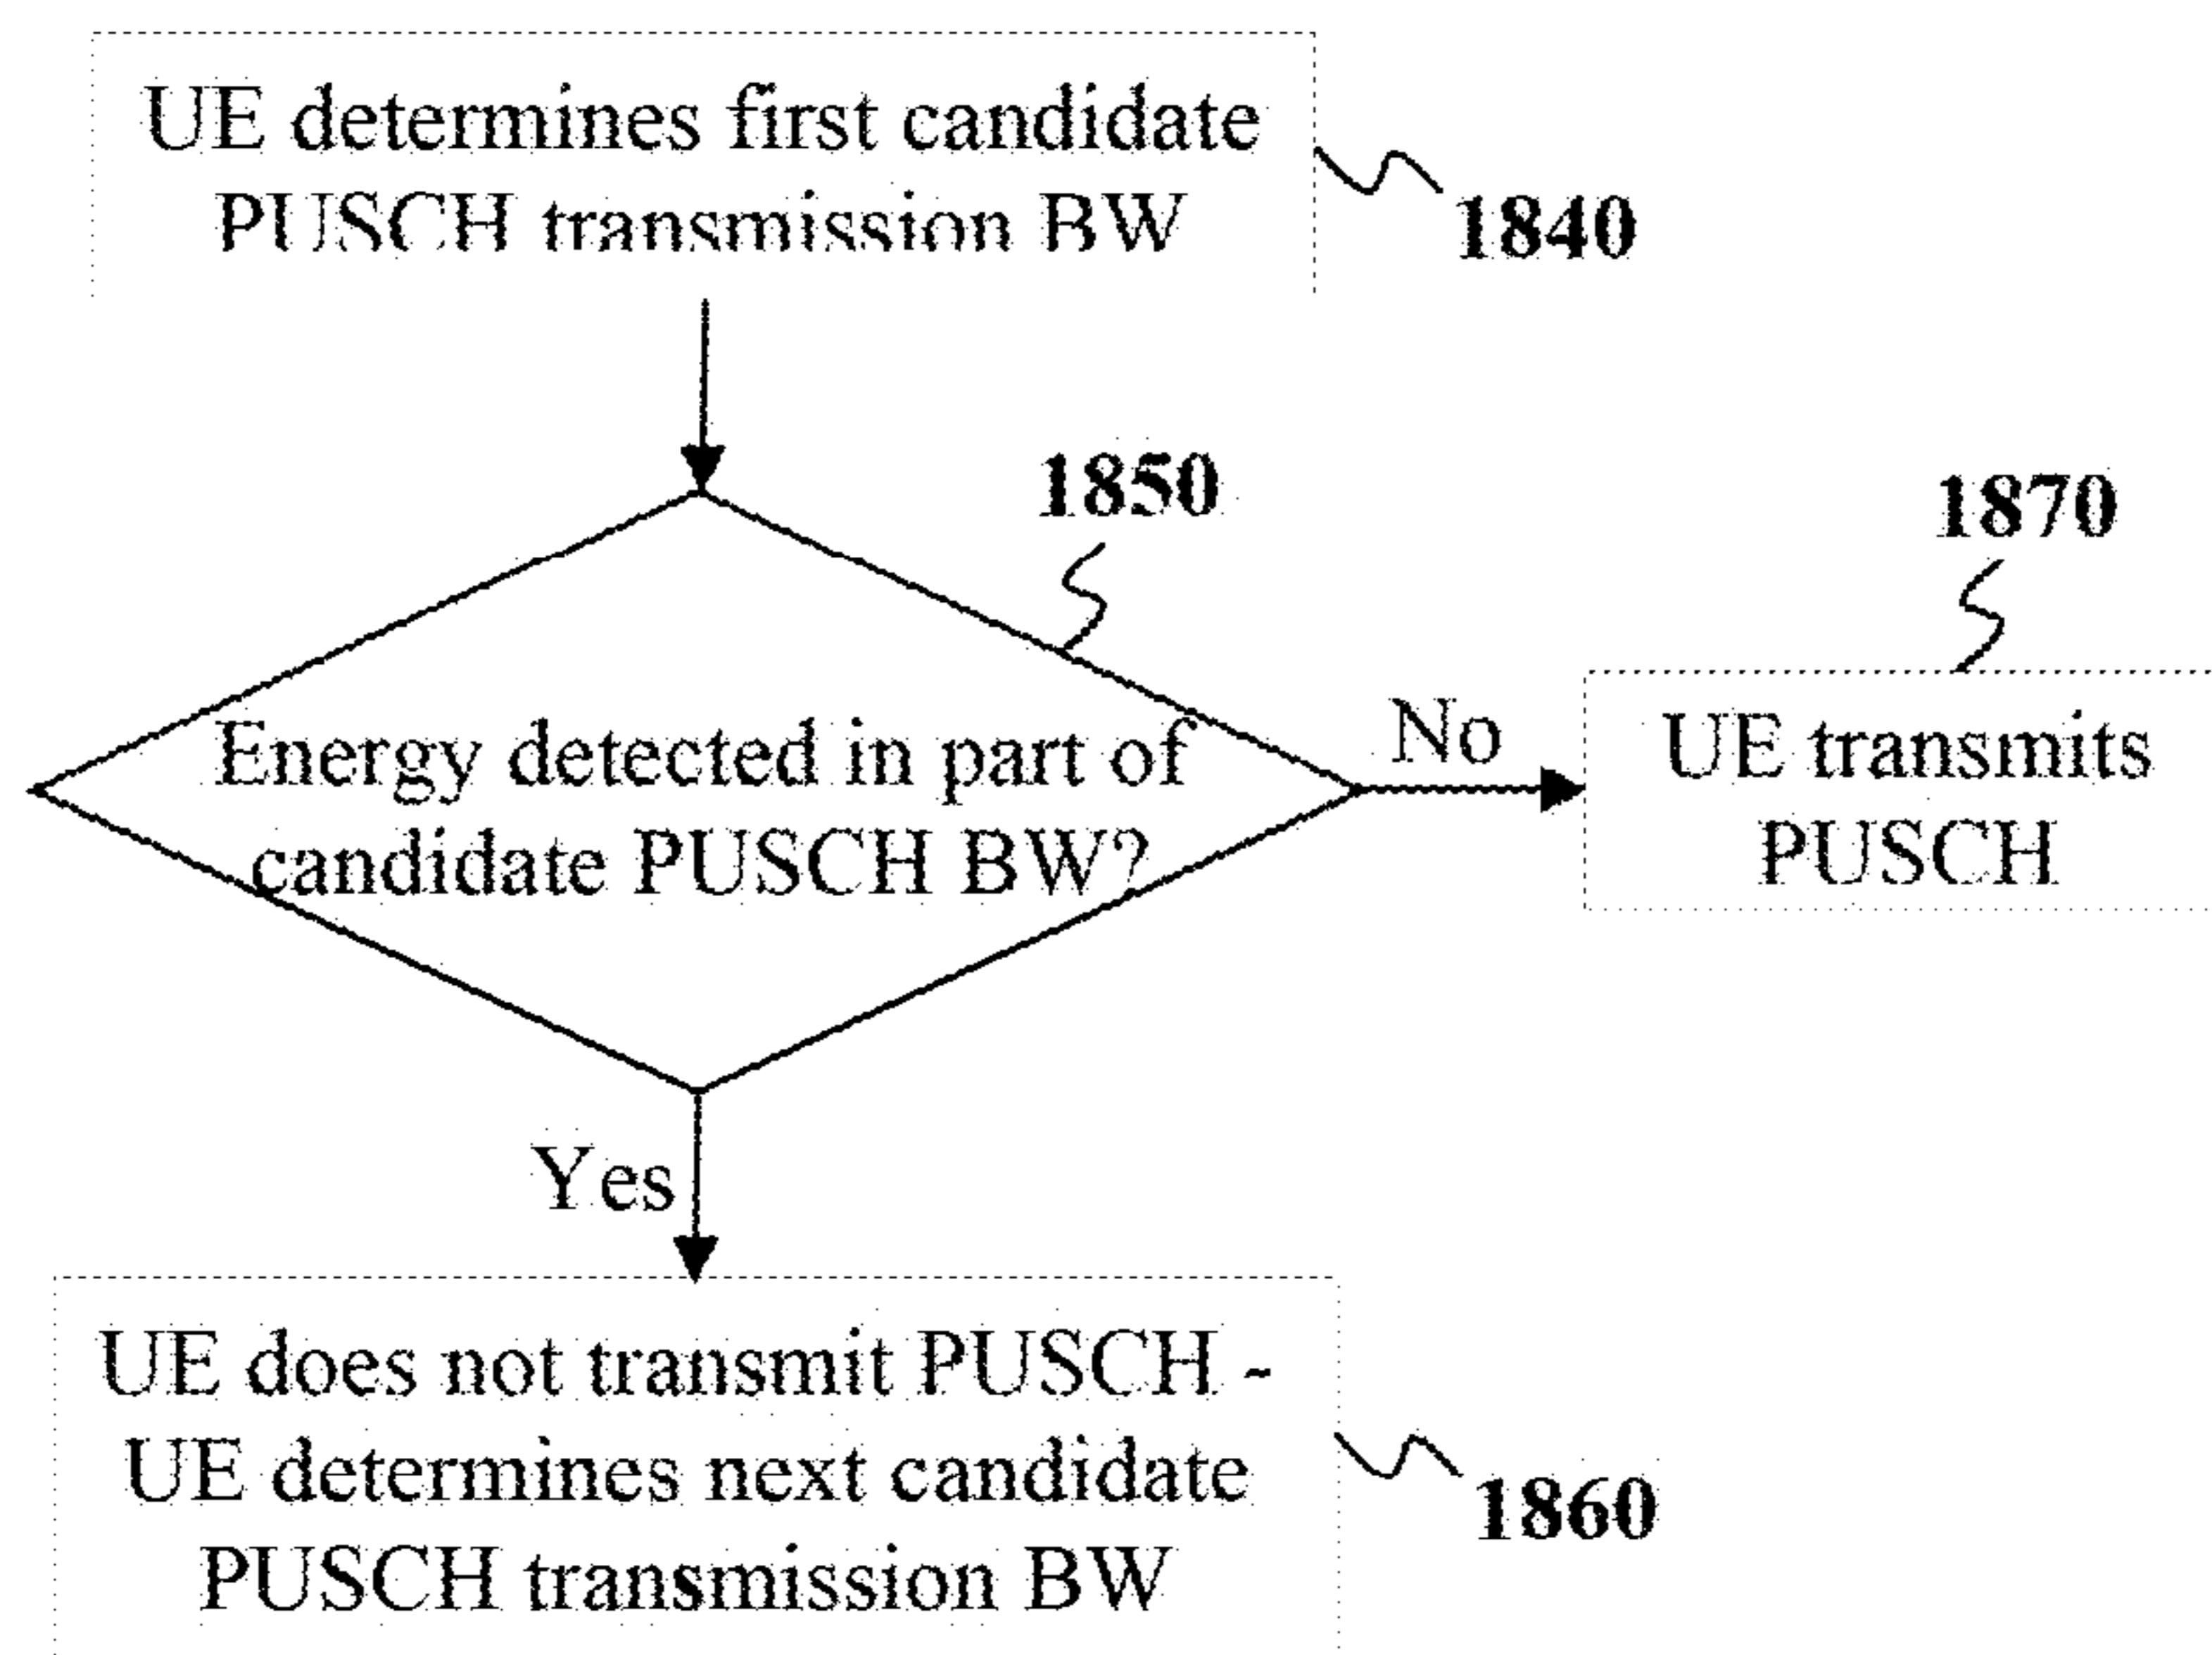 UE determines first candidate
PUSCH transmission BW
1840
1850
1870
Energy detected in part of
candidate PUSCH BW?
No
UE transmits
PUSCH
Yes
UE does not transmit PUSCH -
UE determines next candidate
PUSCH transmission BW
1860